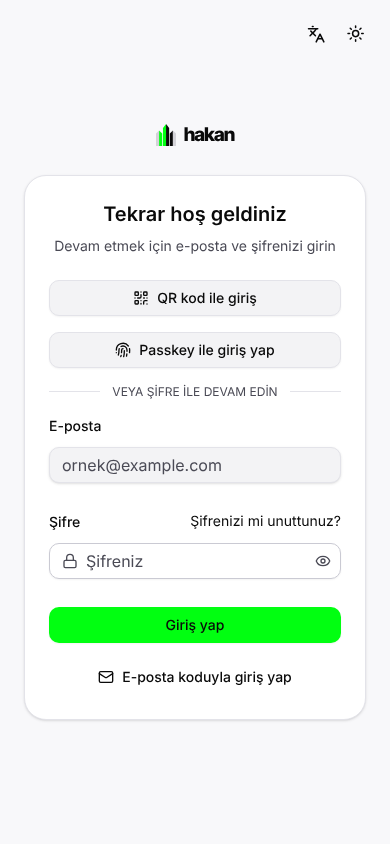 hakan
Tekrar hoş geldiniz
Devam etmek için e-posta ve şifrenizi girin
QR kod ile giriş
Passkey ile giriş yap
VEYA ŞİFRE İLE DEVAM EDİN
E-posta
ornek@example.com
Şifre
Şifrenizi mi unuttunuz?
Şifreniz
Giriş yap
E-posta koduyla giriş yap